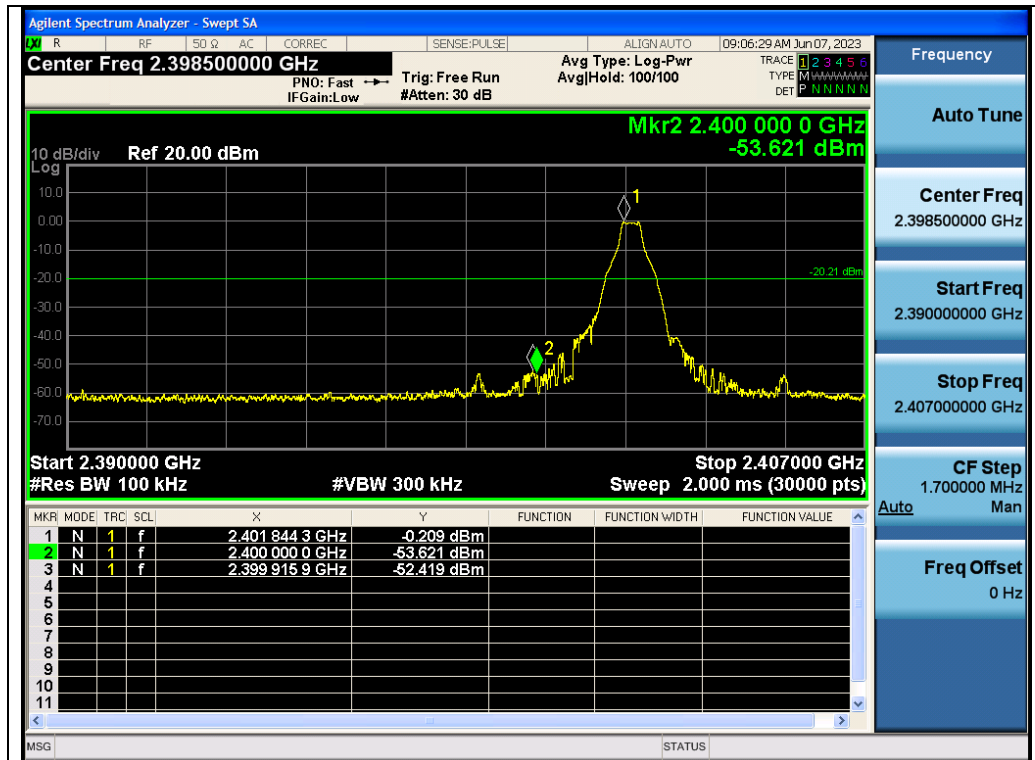 Agilent Spectrum Analyzer - Swept SA
LXI R RF 50 Ω AC CORREC SENSE:PULSE ALIGN AUTO 09:06:29 AM Jun 07, 2023
Center Freq 2.398500000 GHz
PNO: Fast
IFGain:Low
Trig: Free Run
#Atten: 30 dB
Avg Type: Log-Pwr
Avg|Hold: 100/100
TRACE 1 2 3 4 5 6
TYPE M WWWWW
DET P N N N N N
Mkr2 2.400 000 0 GHz
-53.621 dBm
10 dB/div Ref 20.00 dBm
Log
10.0
0.00
-10.0
-20.0
-30.0
-40.0
-50.0
-60.0
-70.0
1
2
-20.21 dBm
Start 2.390000 GHz Stop 2.407000 GHz
#Res BW 100 kHz #VBW 300 kHz Sweep 2.000 ms (30000 pts)
MKR MODE TRC SCL X Y FUNCTION FUNCTION WIDTH FUNCTION VALUE
1 N 1 f 2.401 844 3 GHz -0.209 dBm
2 N 1 f 2.400 000 0 GHz -53.621 dBm
3 N 1 f 2.399 915 9 GHz -52.419 dBm
4
5
6
7
8
9
10
11
MSG STATUS
Frequency
Auto Tune
Center Freq
2.398500000 GHz
Start Freq
2.390000000 GHz
Stop Freq
2.407000000 GHz
CF Step
1.700000 MHz
Auto Man
Freq Offset
0 Hz